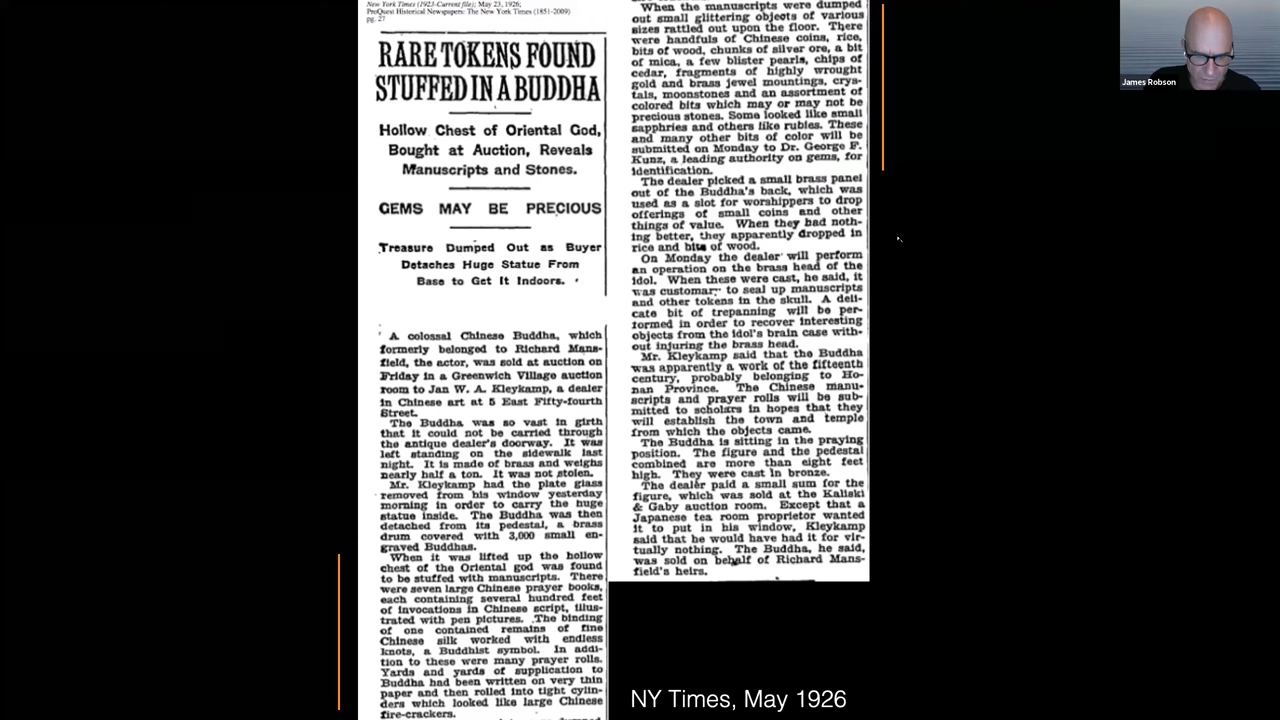 New York Times (1923-Current file); May 23, 1926;
ProQuest Historical Newspapers: The New York Times (1851-2009)
pg. 27
RARE TOKENS FOUND
STUFFED IN A BUDDHA
Hollow Chest of Oriental God,
Bought at Auction, Reveals
Manuscripts and Stones.
GEMS MAY BE PRECIOUS
Treasure Dumped Out as Buyer
Detaches Huge Statue From
Base to Get It Indoors.
A colossal Chinese Buddha, which
formerly belonged to Richard Mans-
field, the actor, was sold at auction on
Friday in a Greenwich Village auction
room to Jan W. A. Kleykamp, a dealer
in Chinese art at 5 East Fifty-fourth
Street.
The Buddha was so vast in girth
that it could not be carried through
the antique dealer's doorway. It was
left standing on the sidewalk last
night. It is made of brass and weighs
nearly half a ton. It was not stolen.
Mr. Kleykamp had the plate glass
removed from his window yesterday
morning in order to carry the huge
statue inside. The Buddha was then
detached from its pedestal, a brass
drum covered with 3,000 small en-
graved Buddhas.
When it was lifted up the hollow
chest of the Oriental god was found
to be stuffed with manuscripts. There
were seven large Chinese prayer books,
each containing several hundred feet
of invocations in Chinese script, illus-
trated with pen pictures. The binding
of one contained remains of fine
Chinese silk worked with endless
knots, a Buddhist symbol. In addi-
tion to these were many prayer rolls.
Yards and yards of supplication to
Buddha had been written on very thin
paper and then rolled into tight cylin-
ders which looked like large Chinese
fire-crackers.
When the manuscripts were dumped
out small glittering objects of various
sizes rattled out upon the floor. There
were handfuls of Chinese coins, rice,
bits of wood, chunks of silver ore, a bit
of mica, a few blister pearls, chips of
cedar, fragments of highly wrought
gold and brass jewel mountings, crys-
tals, moonstones and an assortment of
colored bits which may or may not be
precious stones. Some looked like small
sapphries and others like rubies. These
and many other bits of color will be
submitted on Monday to Dr. George F.
Kunz, a leading authority on gems, for
identification.
The dealer picked a small brass panel
out of the Buddha's back, which was
used as a slot for worshippers to drop
offerings of small coins and other
things of value. When they had noth-
ing better, they apparently dropped in
rice and bits of wood.
On Monday the dealer will perform
an operation on the brass head of the
idol. When these were cast, he said, it
was customary to seal up manuscripts
and other tokens in the skull. A deli-
cate bit of trepanning will be per-
formed in order to recover interesting
objects from the idol's brain case with-
out injuring the brass head.
Mr. Kleykamp said that the Buddha
was apparently a work of the fifteenth
century, probably belonging to Ho-
nan Province. The Chinese manu-
scripts and prayer rolls will be sub-
mitted to scholars in hopes that they
will establish the town and temple
from which the objects came.
The Buddha is sitting in the praying
position. The figure and the pedestal
combined are more than eight feet
high. They were cast in bronze.
The dealer paid a small sum for the
figure, which was sold at the Kaliski
& Gaby auction room. Except that a
Japanese tea room proprietor wanted
it to put in his window, Kleykamp
said that he would have had it for vir-
tually nothing. The Buddha, he said,
was sold on behalf of Richard Mans-
field's heirs.
NY Times, May 1926
James Robson